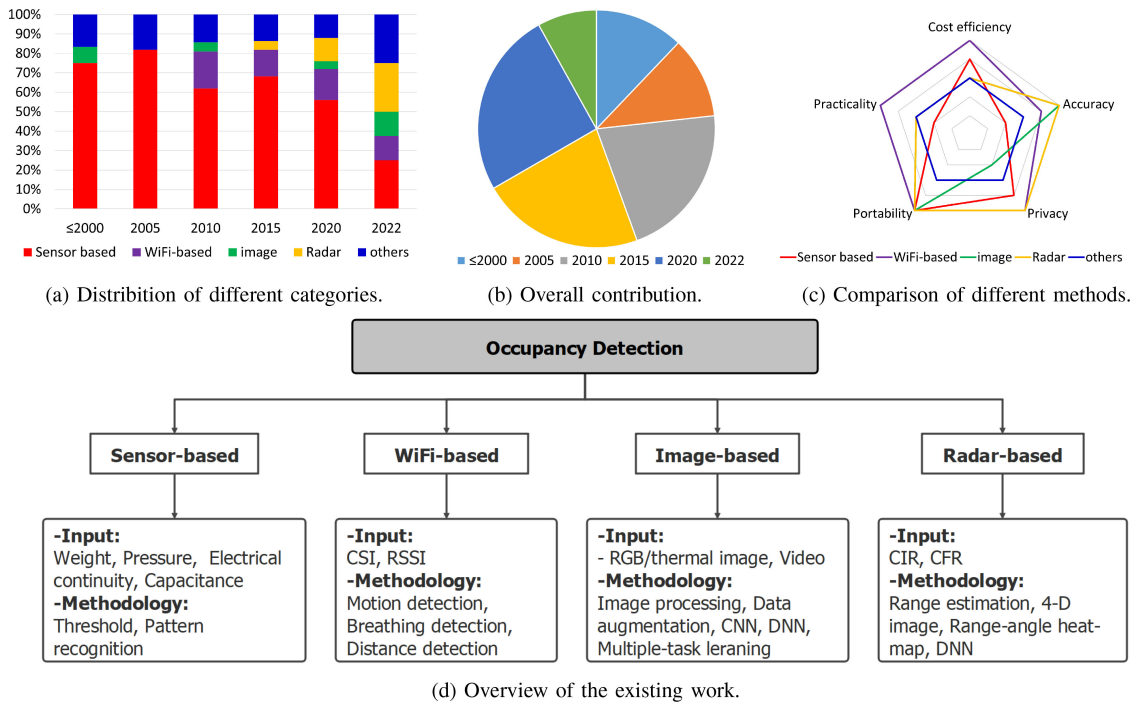 100%
90%
80%
70%
60%
50%
40%
30%
20%
10%
0%
≤2000 2005 2010 2015 2020 2022
Sensor based WiFi-based image Radar others
(a) Distribition of different categories.
≤2000 2005 2010 2015 2020 2022
(b) Overall contribution.
Cost efficiency
Practicality
Accuracy
Portability
Privacy
Sensor based WiFi-based image Radar others
(c) Comparison of different methods.
Occupancy Detection
Sensor-based
WiFi-based
Image-based
Radar-based
-Input:
Weight, Pressure, Electrical
continuity, Capacitance
-Methodology:
Threshold, Pattern
recognition
-Input:
CSI, RSSI
-Methodology:
Motion detection,
Breathing detection,
Distance detection
-Input:
- RGB/thermal image, Video
-Methodology:
Image processing, Data
augmentation, CNN, DNN,
Multiple-task leraning
-Input:
CIR, CFR
-Methodology:
Range estimation, 4-D
image, Range-angle heat-
map, DNN
(d) Overview of the existing work.